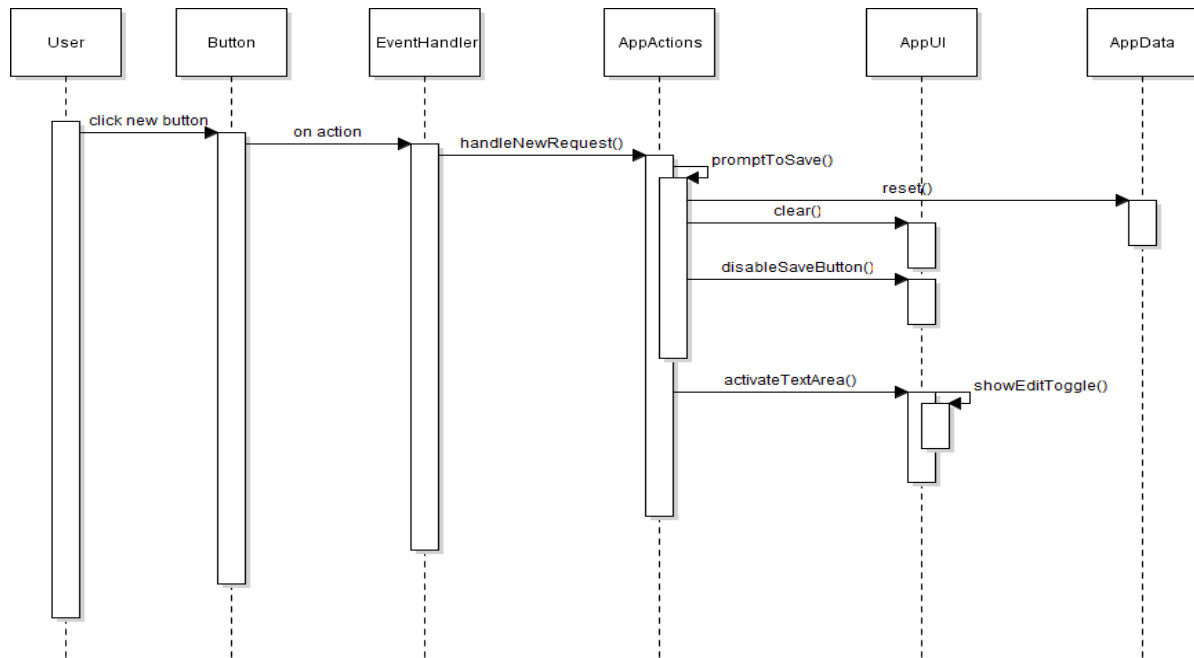 User
Button
EventHandler
AppActions
AppUI
AppData
click new button
on action
handleNewRequest()
promptToSave()
reset()
clear()
disableSaveButton()
activateTextArea()
showEditToggle()